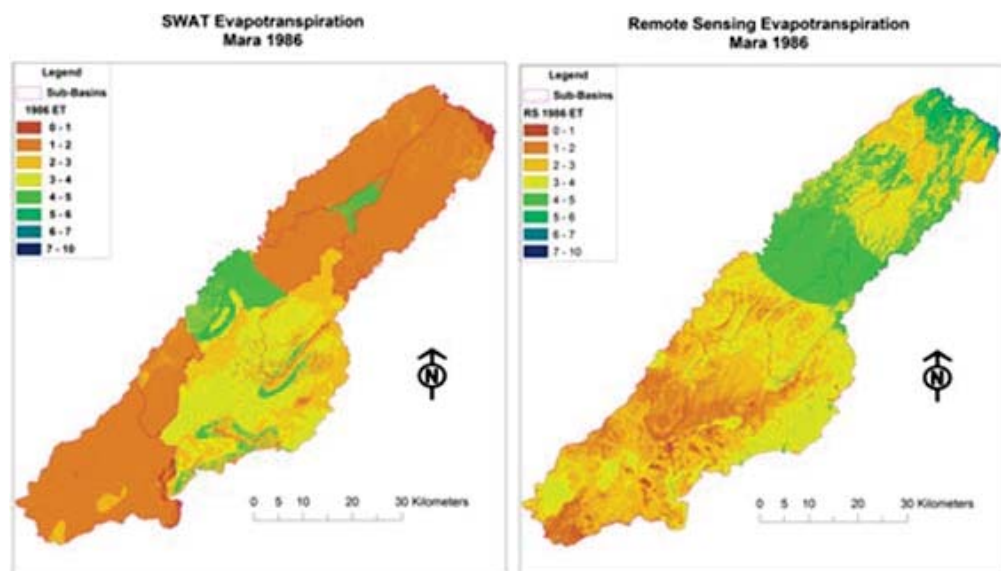 SWAT Evapotranspiration
Mara 1986
Legend
Sub-Basins
1986 ET
0 - 1
1 - 2
2 - 3
3 - 4
4 - 5
5 - 6
6 - 7
7 - 10
N
0 5 10 20 30 Kilometers
Remote Sensing Evapotranspiration
Mara 1986
Legend
Sub-Basins
RS 1986 ET
0 - 1
1 - 2
2 - 3
3 - 4
4 - 5
5 - 6
6 - 7
7 - 10
N
0 5 10 20 30 Kilometers